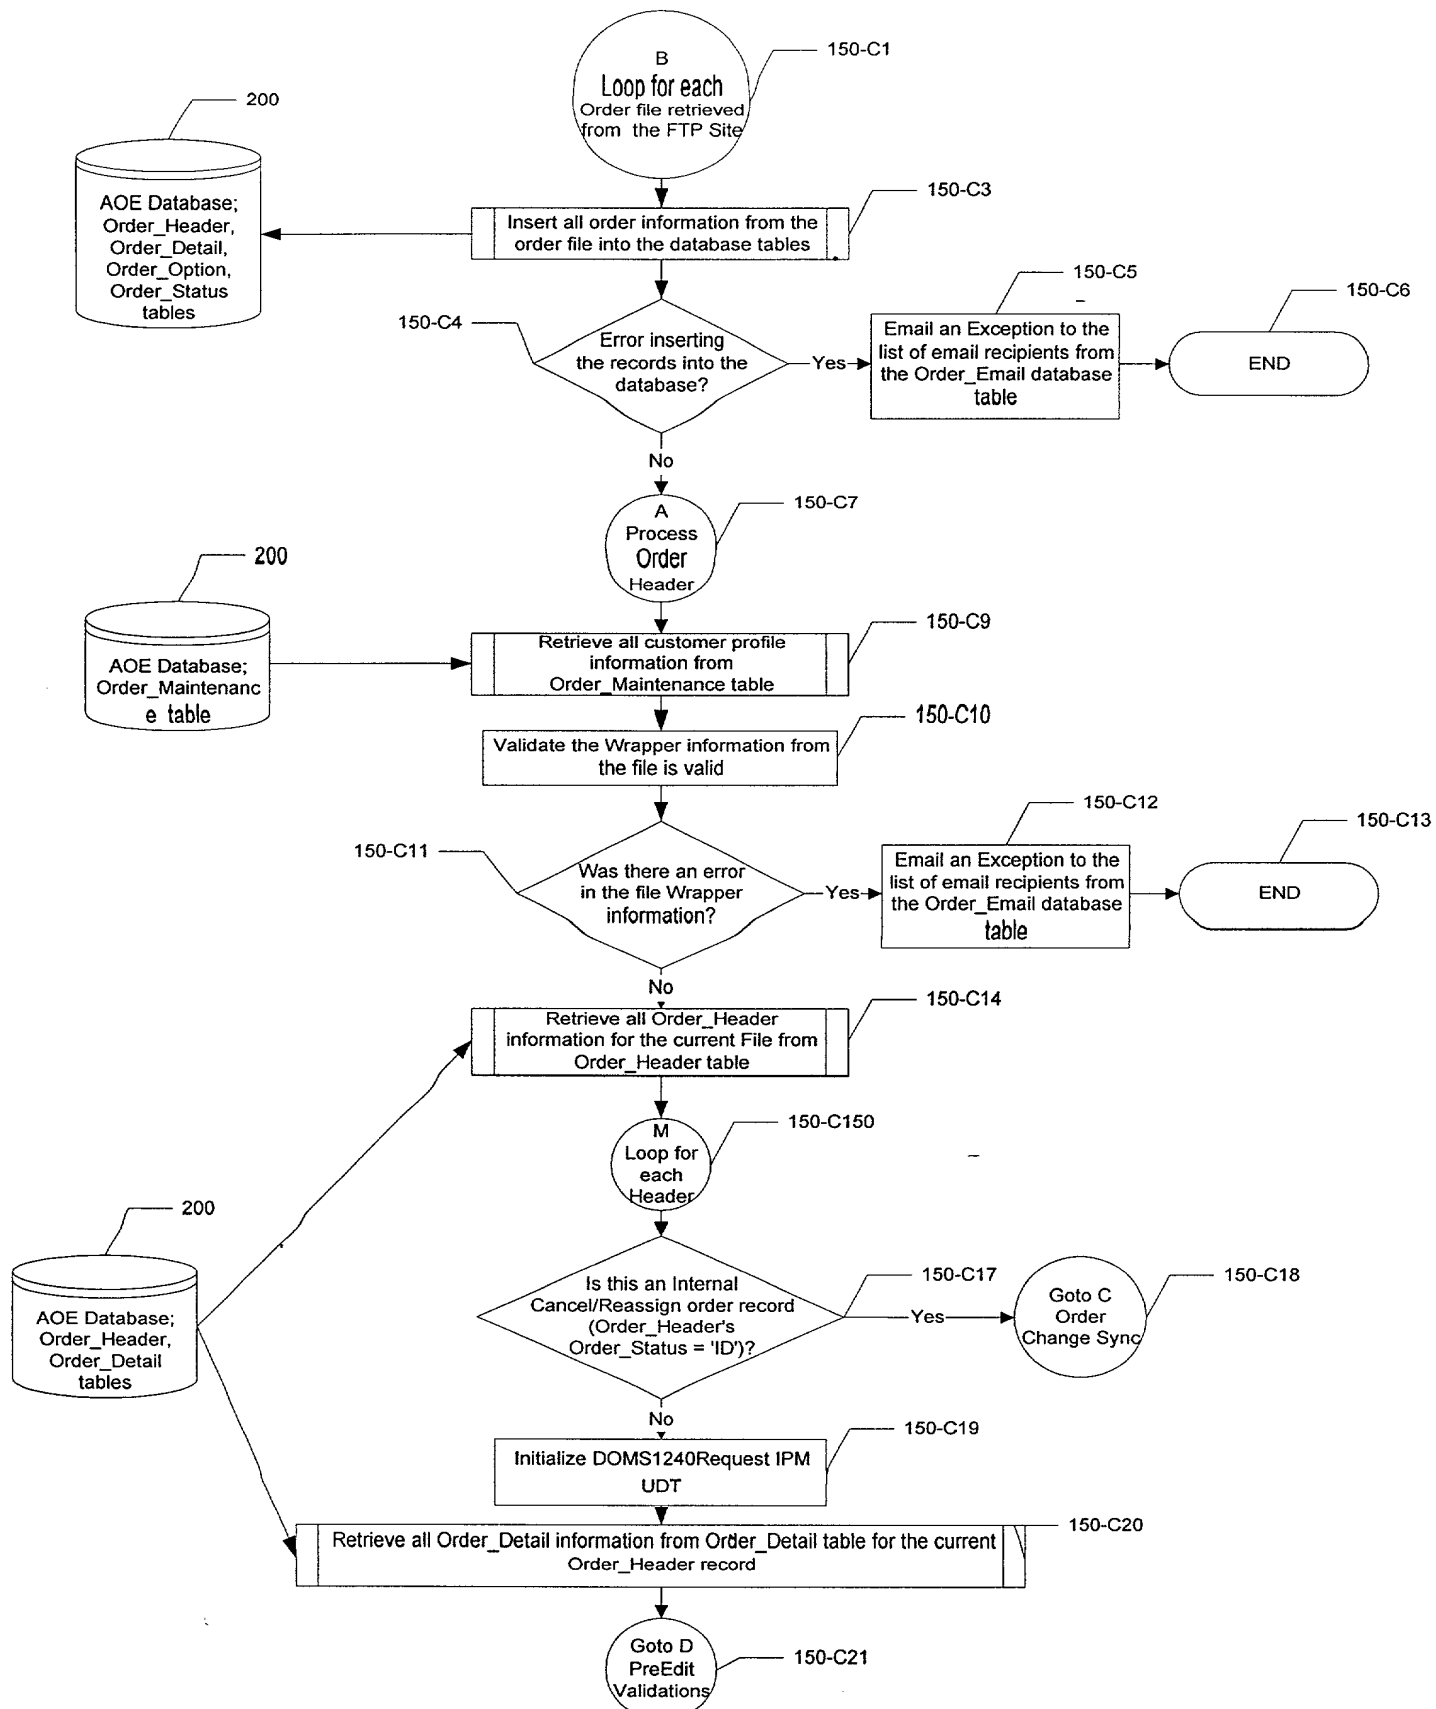 B
Loop for each
Order file retrieved
from the FTP Site
150-C1
200
AOE Database;
Order_Header,
Order_Detail,
Order_Option,
Order_Status
tables
150-C3
Insert all order information from the
order file into the database tables
150-C4
Error inserting
the records into the
database?
Yes
150-C5
Email an Exception to the
list of email recipients from
the Order_Email database
table
150-C6
END
No
A
Process
Order
Header
150-C7
200
AOE Database;
Order_Maintenanc
e table
150-C9
Retrieve all customer profile
information from
Order_Maintenance table
150-C10
Validate the Wrapper information from
the file is valid
150-C11
Was there an error
in the file Wrapper
information?
Yes
150-C12
Email an Exception to the
list of email recipients from
the Order_Email database
table
150-C13
END
No
150-C14
Retrieve all Order_Header
information for the current File from
Order_Header table
M
Loop for
each
Header
150-C150
200
AOE Database;
Order_Header,
Order_Detail
tables
Is this an Internal
Cancel/Reassign order record
(Order_Header's
Order_Status = 'ID')?
150-C17
Yes
Goto C
Order
Change Sync
150-C18
No
150-C19
Initialize DOMS1240Request IPM
UDT
150-C20
Retrieve all Order_Detail information from Order_Detail table for the current
Order_Header record
Goto D
PreEdit
Validations
150-C21